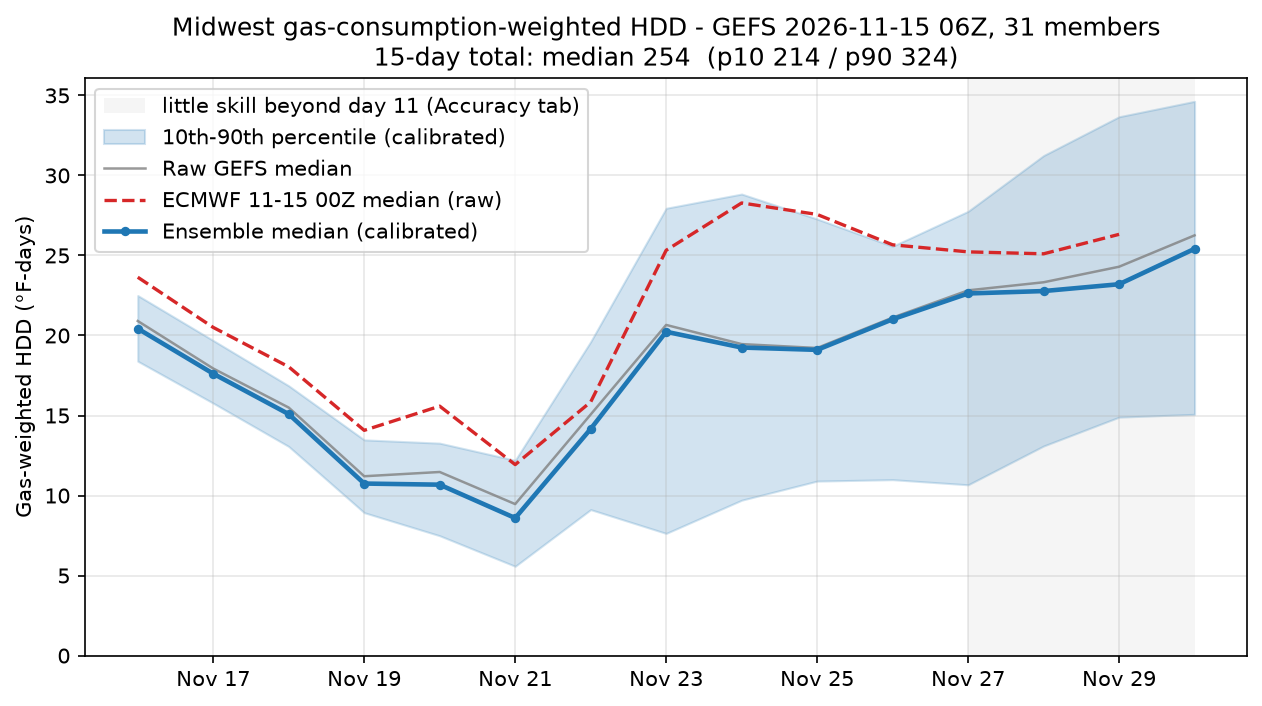 Midwest gas-consumption-weighted HDD - GEFS 2026-11-15 06Z, 31 members
15-day total: median 254  (p10 214 / p90 324)
little skill beyond day 11 (Accuracy tab)
10th-90th percentile (calibrated)
Raw GEFS median
ECMWF 11-15 00Z median (raw)
Ensemble median (calibrated)
Gas-weighted HDD (°F-days)
35
30
25
20
15
10
5
0
Nov 17
Nov 19
Nov 21
Nov 23
Nov 25
Nov 27
Nov 29